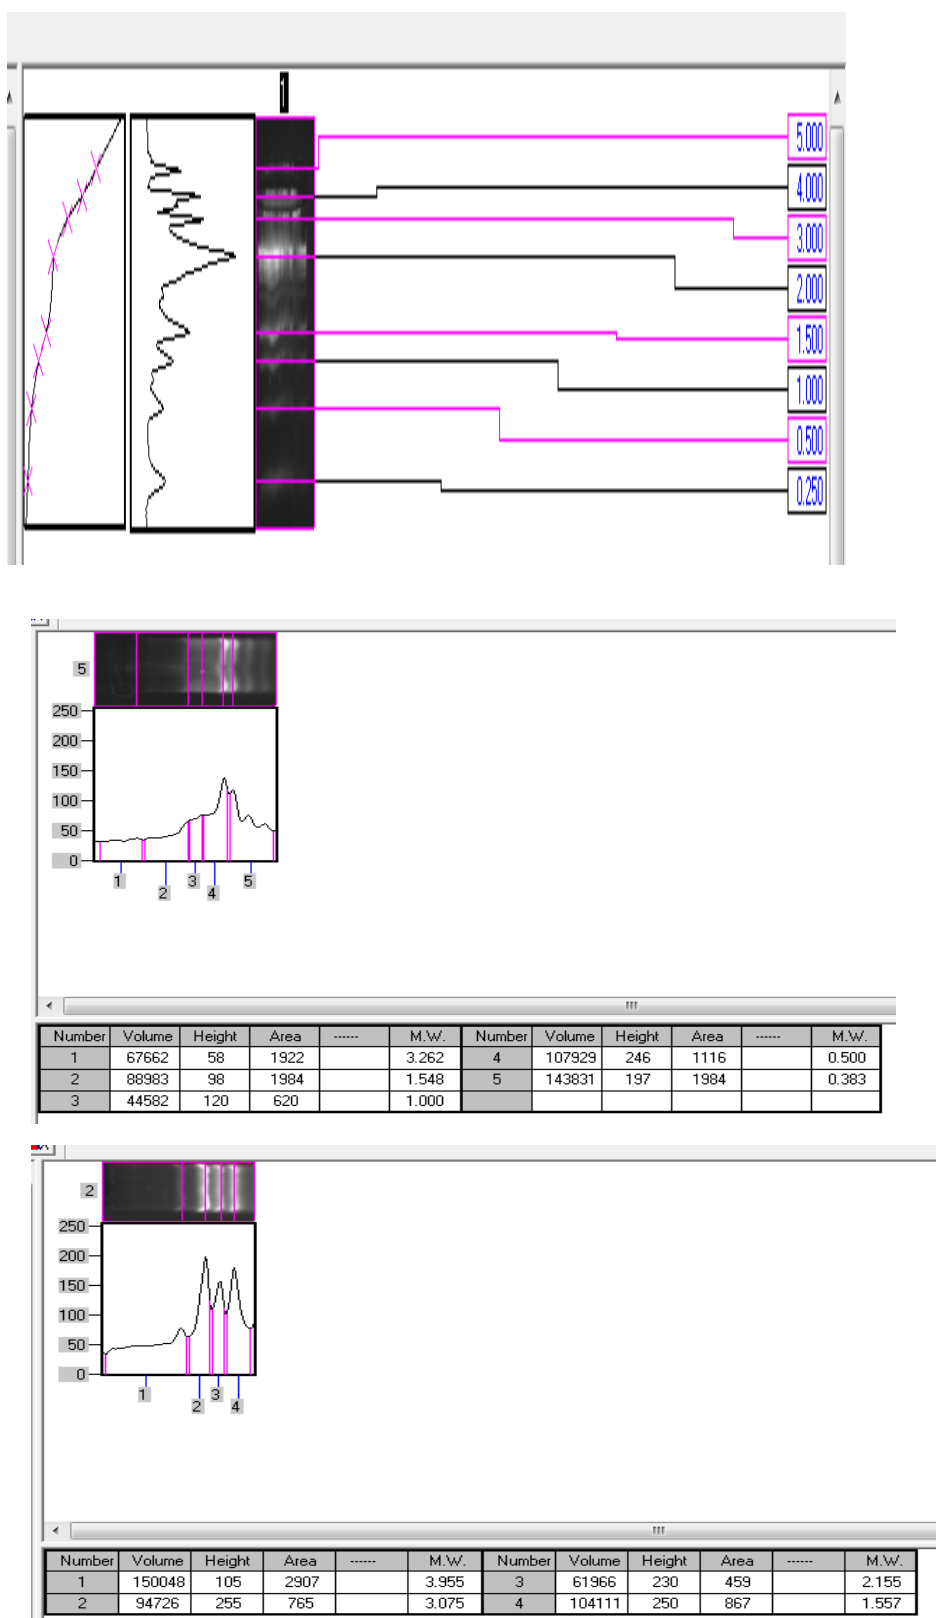 1
5.000
4.000
3.000
2.000
1.500
1.000
0.500
0.250
5
250
200
150
100
50
0
1 2 3 4 5
Number Volume Height Area ------ M.W. Number Volume Height Area ------ M.W.
1 67662 58 1922 3.262 4 107929 246 1116 0.500
2 88983 98 1984 1.548 5 143831 197 1984 0.383
3 44582 120 620 1.000
2
250
200
150
100
50
0
1 2 3 4
Number Volume Height Area ------ M.W. Number Volume Height Area ------ M.W.
1 150048 105 2907 3.955 3 61966 230 459 2.155
2 94726 255 765 3.075 4 104111 250 867 1.557